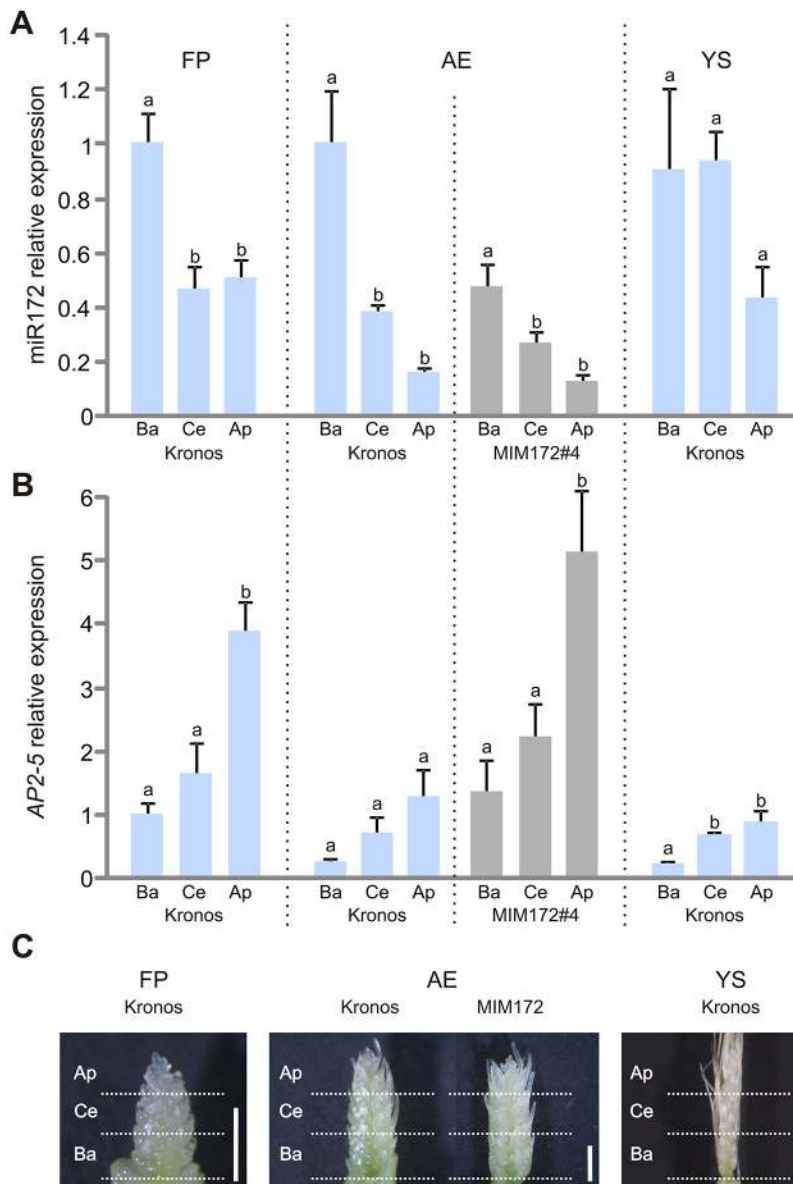 A
FP AE YS
miR172 relative expression
1.4
1.2
1
0.8
0.6
0.4
0.2
0
a b b a b b a b b a a a
Ba Ce Ap Ba Ce Ap Ba Ce Ap Ba Ce Ap
Kronos Kronos MIM172#4 Kronos
B
AP2-5 relative expression
6
5
4
3
2
1
0
a a b a a a a a b a b b
Ba Ce Ap Ba Ce Ap Ba Ce Ap Ba Ce Ap
Kronos Kronos MIM172#4 Kronos
C
FP AE YS
Kronos Kronos MIM172 Kronos
Ap Ap Ap
Ce Ce Ce
Ba Ba Ba